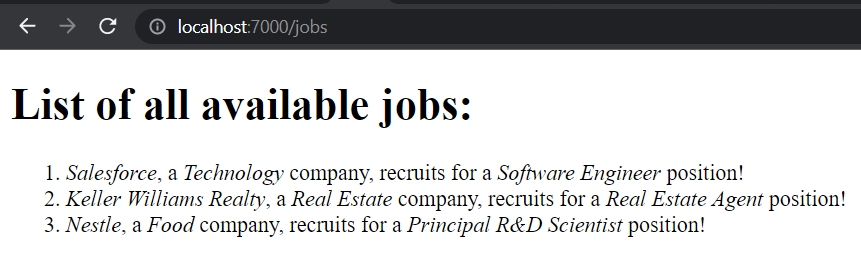 localhost:7000/jobs
List of all available jobs:
1. Salesforce, a Technology company, recruits for a Software Engineer position!
2. Keller Williams Realty, a Real Estate company, recruits for a Real Estate Agent position!
3. Nestle, a Food company, recruits for a Principal R&D Scientist position!